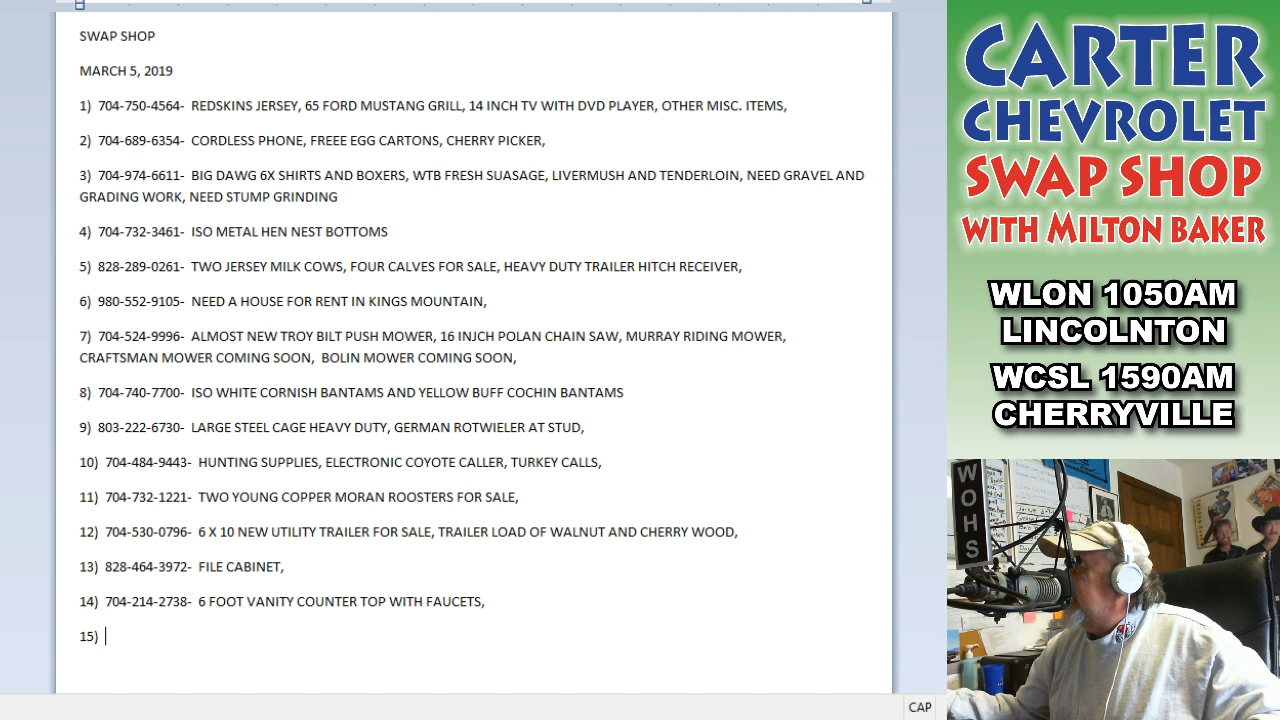 SWAP SHOP
MARCH 5, 2019
1) 704-750-4564- REDSKINS JERSEY, 65 FORD MUSTANG GRILL, 14 INCH TV WITH DVD PLAYER, OTHER MISC. ITEMS,
2) 704-689-6354- CORDLESS PHONE, FREEE EGG CARTONS, CHERRY PICKER,
3) 704-974-6611- BIG DAWG 6X SHIRTS AND BOXERS, WTB FRESH SUASAGE, LIVERMUSH AND TENDERLOIN, NEED GRAVEL AND
GRADING WORK, NEED STUMP GRINDING
4) 704-732-3461- ISO METAL HEN NEST BOTTOMS
5) 828-289-0261- TWO JERSEY MILK COWS, FOUR CALVES FOR SALE, HEAVY DUTY TRAILER HITCH RECEIVER,
6) 980-552-9105- NEED A HOUSE FOR RENT IN KINGS MOUNTAIN,
7) 704-524-9996- ALMOST NEW TROY BILT PUSH MOWER, 16 INJCH POLAN CHAIN SAW, MURRAY RIDING MOWER,
CRAFTSMAN MOWER COMING SOON, BOLIN MOWER COMING SOON,
8) 704-740-7700- ISO WHITE CORNISH BANTAMS AND YELLOW BUFF COCHIN BANTAMS
9) 803-222-6730- LARGE STEEL CAGE HEAVY DUTY, GERMAN ROTWIELER AT STUD,
10) 704-484-9443- HUNTING SUPPLIES, ELECTRONIC COYOTE CALLER, TURKEY CALLS,
11) 704-732-1221- TWO YOUNG COPPER MORAN ROOSTERS FOR SALE,
12) 704-530-0796- 6 X 10 NEW UTILITY TRAILER FOR SALE, TRAILER LOAD OF WALNUT AND CHERRY WOOD,
13) 828-464-3972- FILE CABINET,
14) 704-214-2738- 6 FOOT VANITY COUNTER TOP WITH FAUCETS,
15)
CAP
CARTER
CHEVROLET
SWAP SHOP
WITH MILTON BAKER
WLON 1050AM
LINCOLNTON
WCSL 1590AM
CHERRYVILLE
WOHS